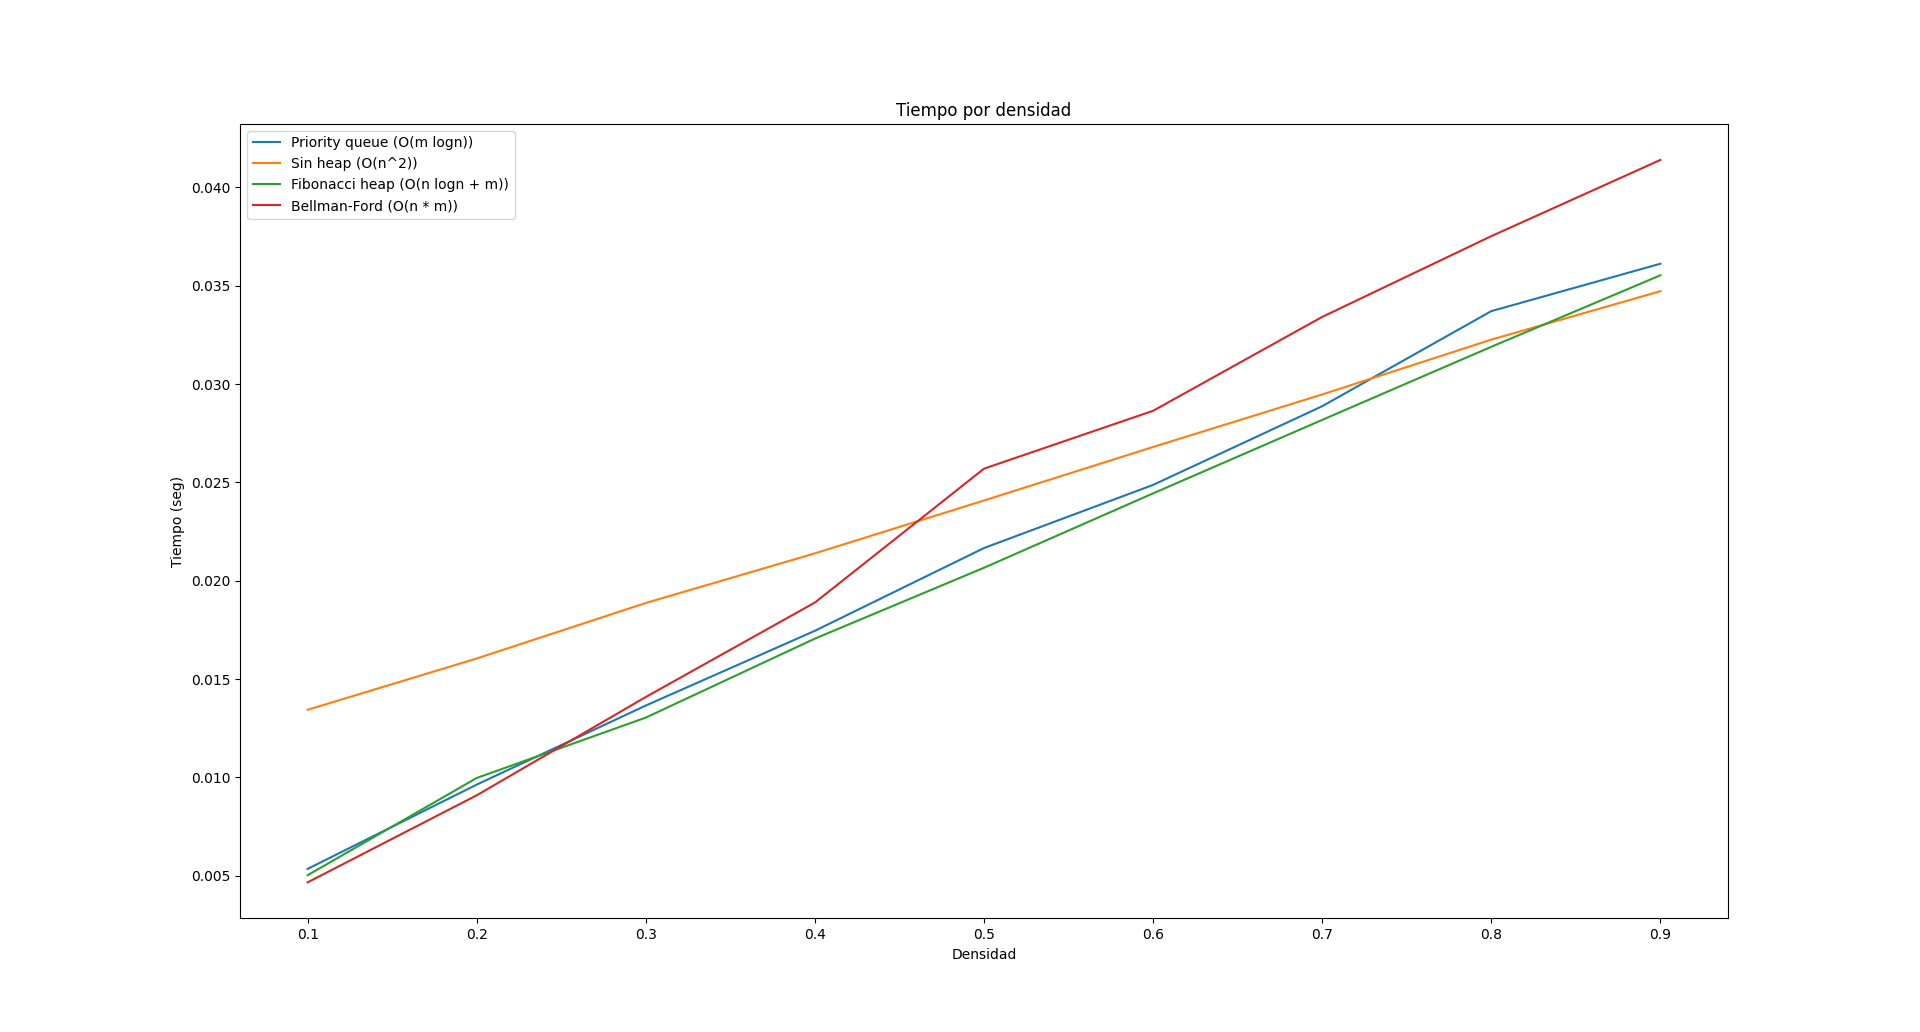 Tiempo por densidad
Priority queue (O(m logn))
Sin heap (O(n^2))
Fibonacci heap (O(n logn + m))
Bellman-Ford (O(n * m))
0.040
0.035
0.030
0.025
0.020
0.015
0.010
0.005
Tiempo (seg)
0.1 0.2 0.3 0.4 0.5 0.6 0.7 0.8 0.9
Densidad